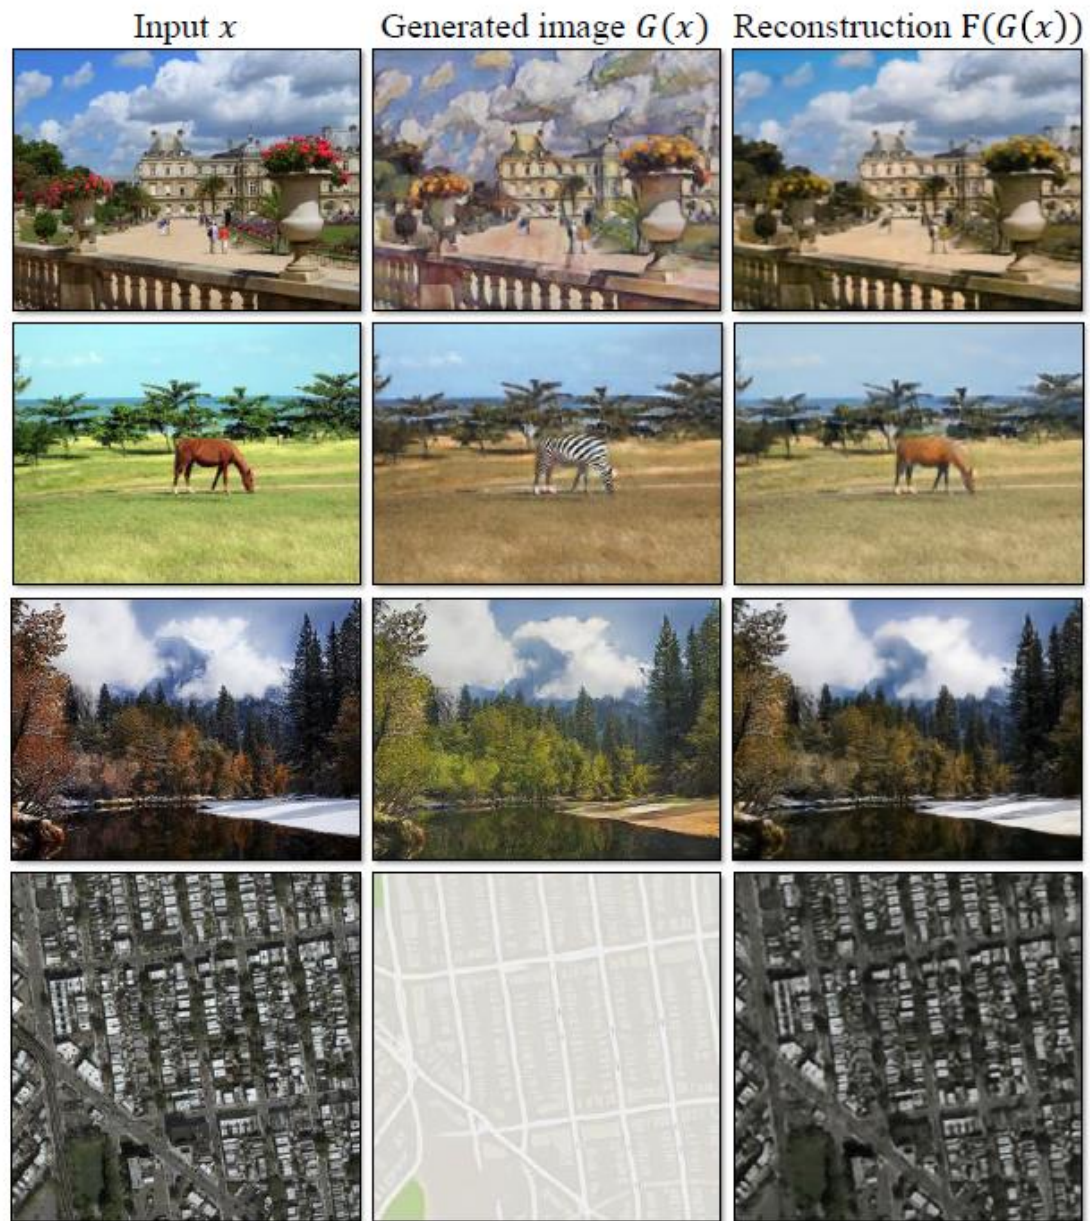 Input x
Generated image G(x)
Reconstruction F(G(x))